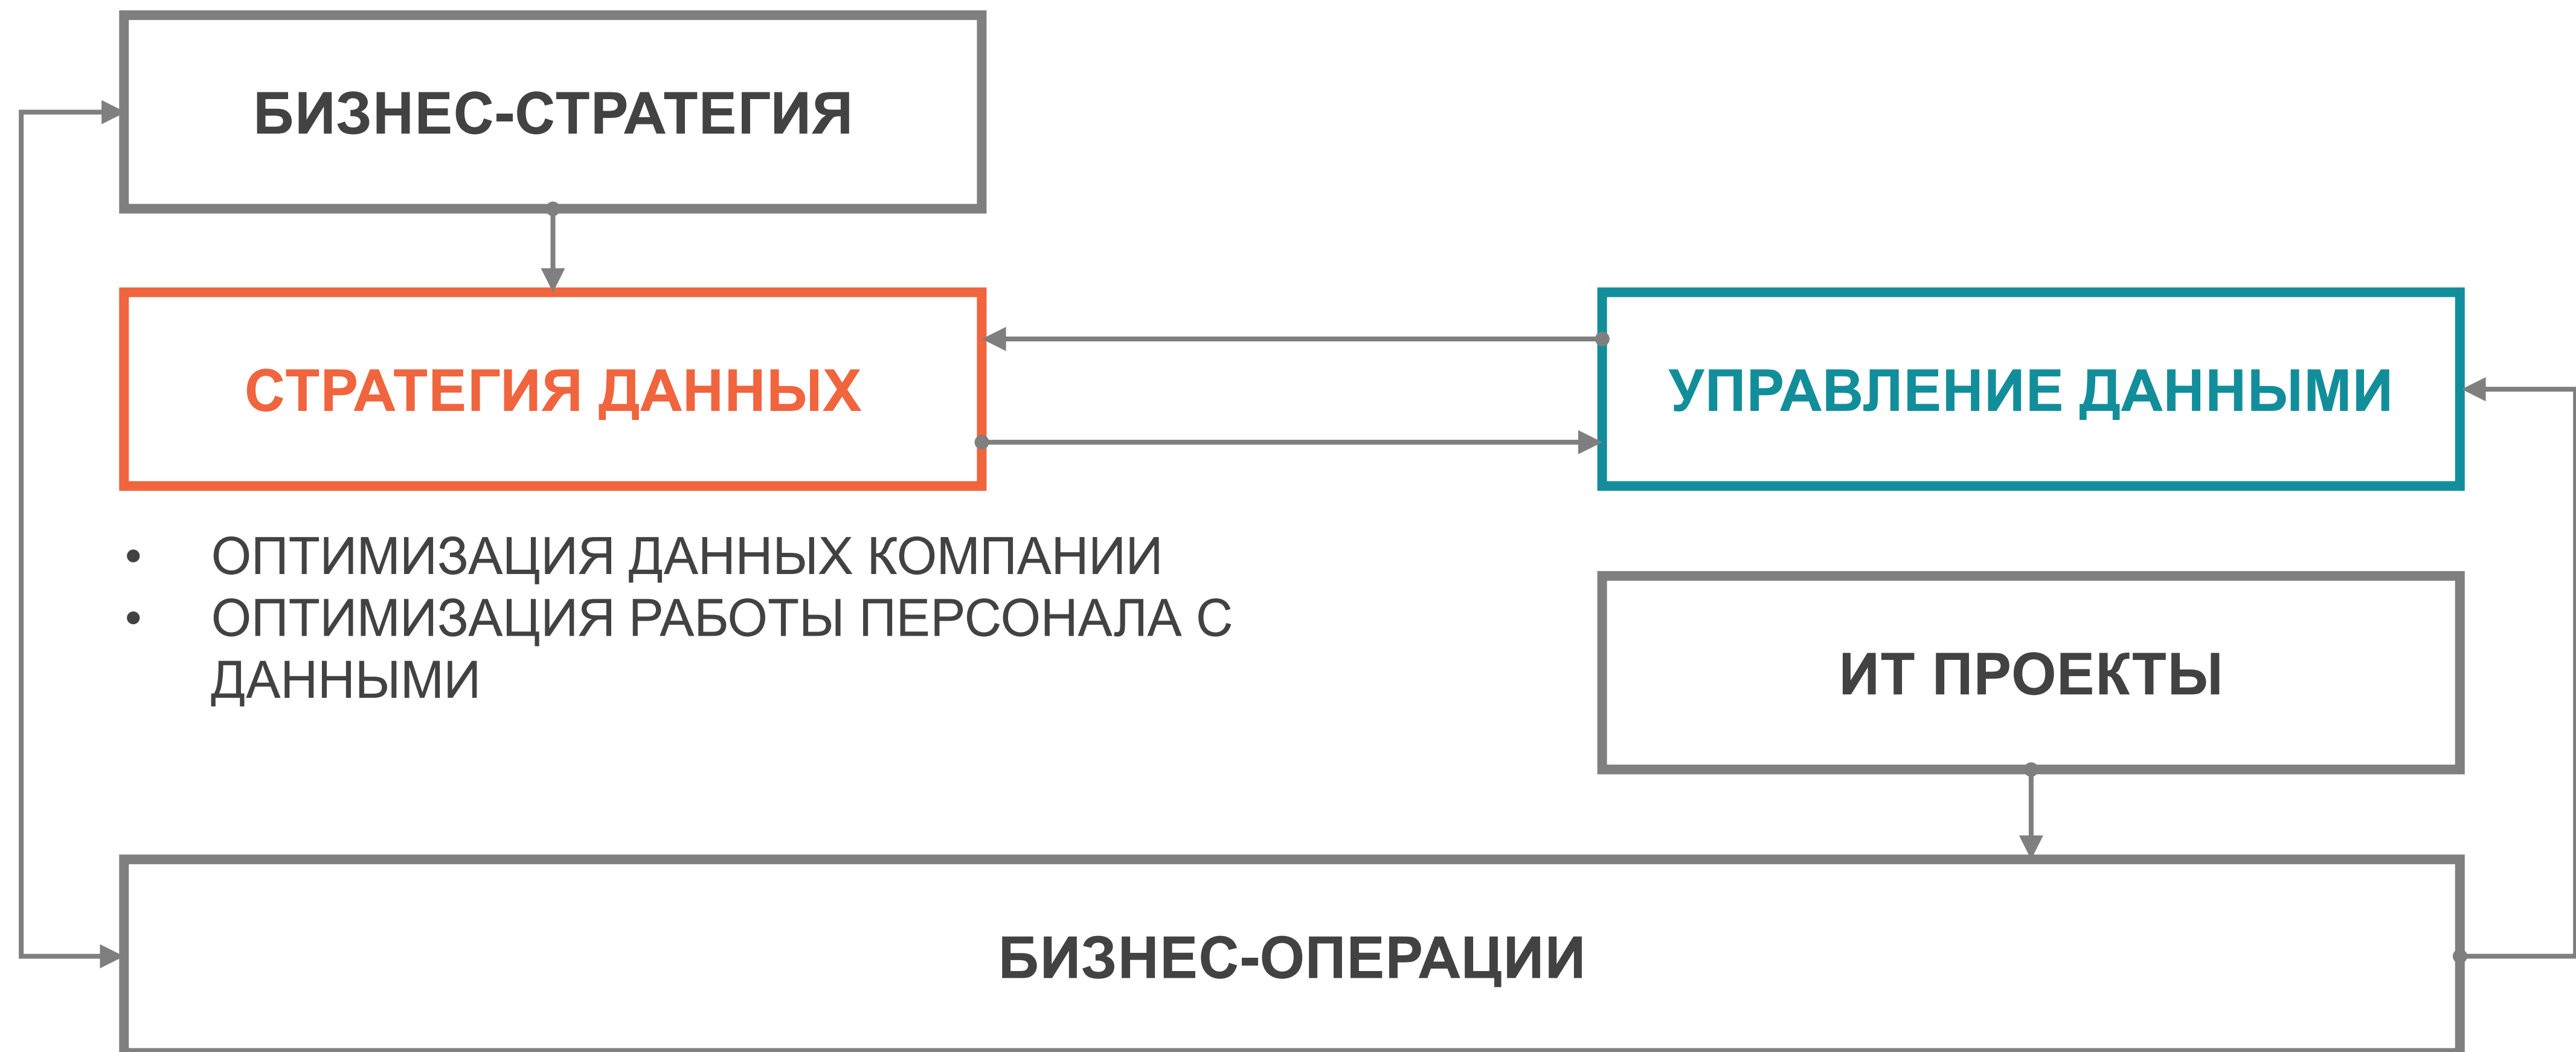 БИЗНЕС-СТРАТЕГИЯ
СТРАТЕГИЯ ДАННЫХ
УПРАВЛЕНИЕ ДАННЫМИ
• ОПТИМИЗАЦИЯ ДАННЫХ КОМПАНИИ
• ОПТИМИЗАЦИЯ РАБОТЫ ПЕРСОНАЛА С
ДАННЫМИ
ИТ ПРОЕКТЫ
БИЗНЕС-ОПЕРАЦИИ